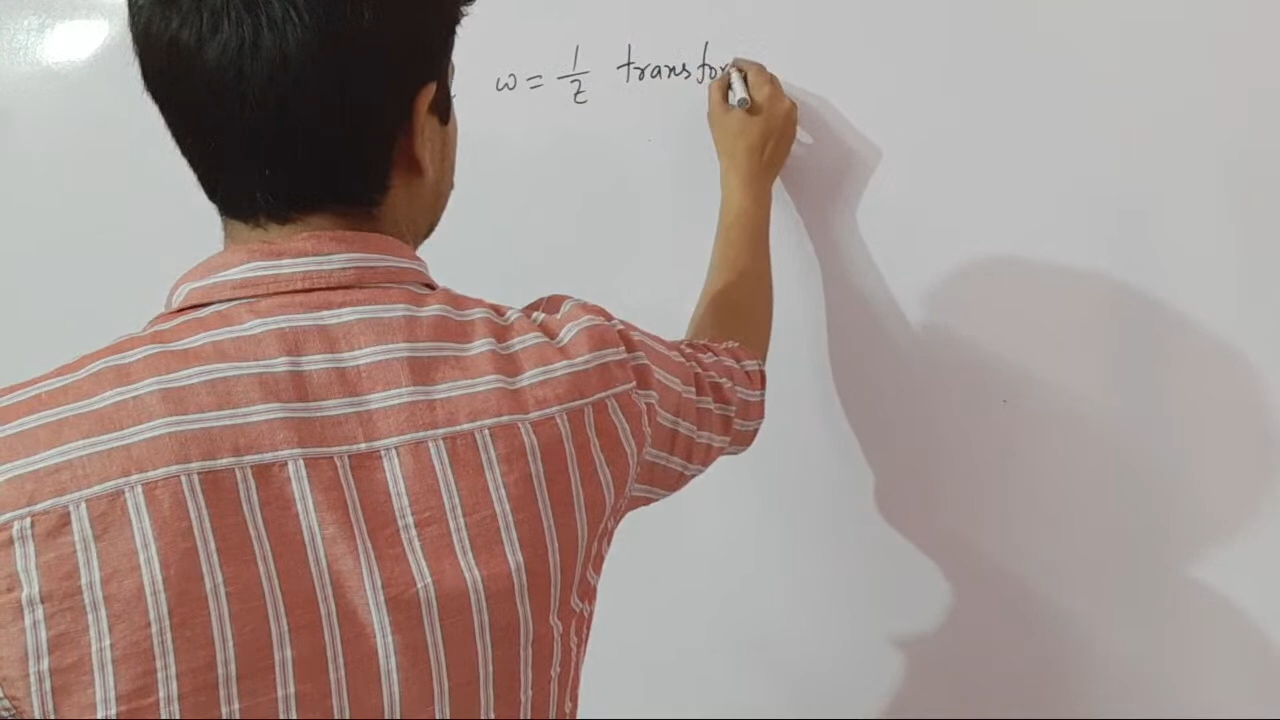 ω = 1/z transfor